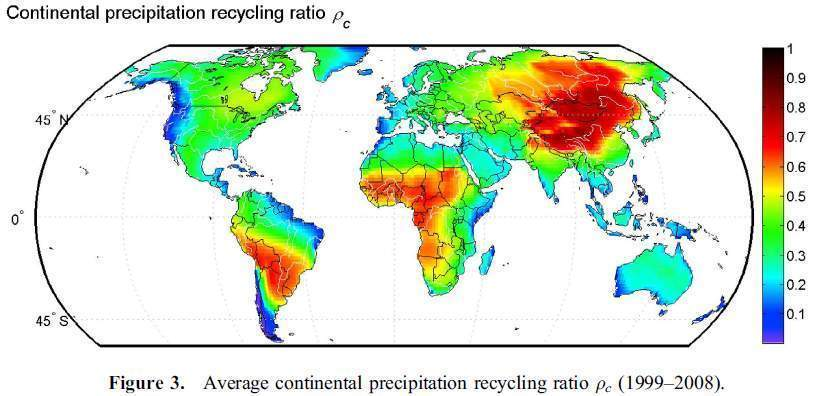 Continental precipitation recycling ratio ρc
1
0.9
0.8
45° N
0.7
0.6
0.5
0°
0.4
0.3
0.2
45° S
0.1
Figure 3. Average continental precipitation recycling ratio ρc (1999–2008).